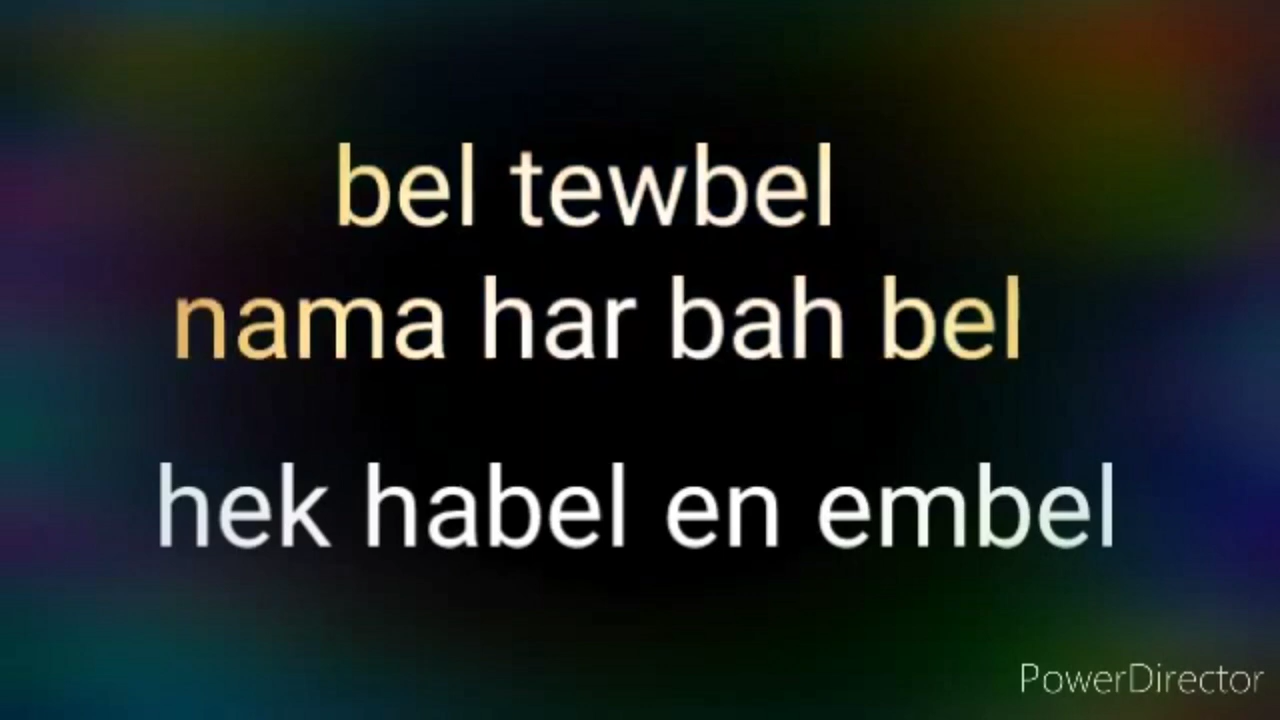 bel tewbel
nama har bah bel
hek habel en embel
PowerDirector